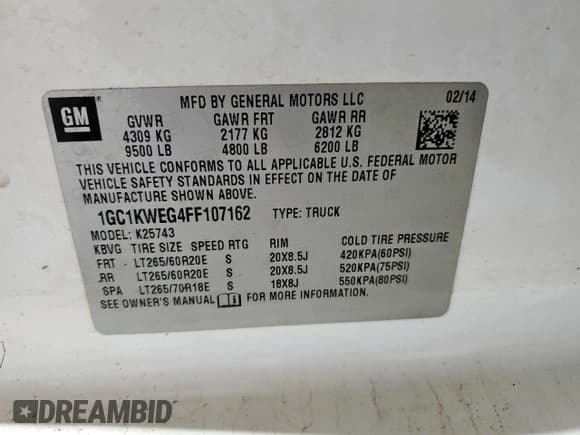 GM
MFD BY GENERAL MOTORS LLC 02/14
GVWR GAWR FRT GAWR RR
4309 KG 2177 KG 2812 KG
9500 LB 4800 LB 6200 LB
THIS VEHICLE CONFORMS TO ALL APPLICABLE U.S. FEDERAL MOTOR
VEHICLE SAFETY STANDARDS IN EFFECT ON THE DATE OF
MANUFACTURE SHOWN ABOVE.
1GC1KWEG4FF107162 TYPE: TRUCK
MODEL: K25743
KBVG TIRE SIZE SPEED RTG RIM COLD TIRE PRESSURE
FRT - LT265/60R20E S 20X8.5J 420KPA(60PSI)
RR - LT265/60R20E S 20X8.5J 520KPA(75PSI)
SPA - LT265/70R18E S 18X8J 550KPA(80PSI)
SEE OWNER'S MANUAL FOR MORE INFORMATION.
DREAMBID